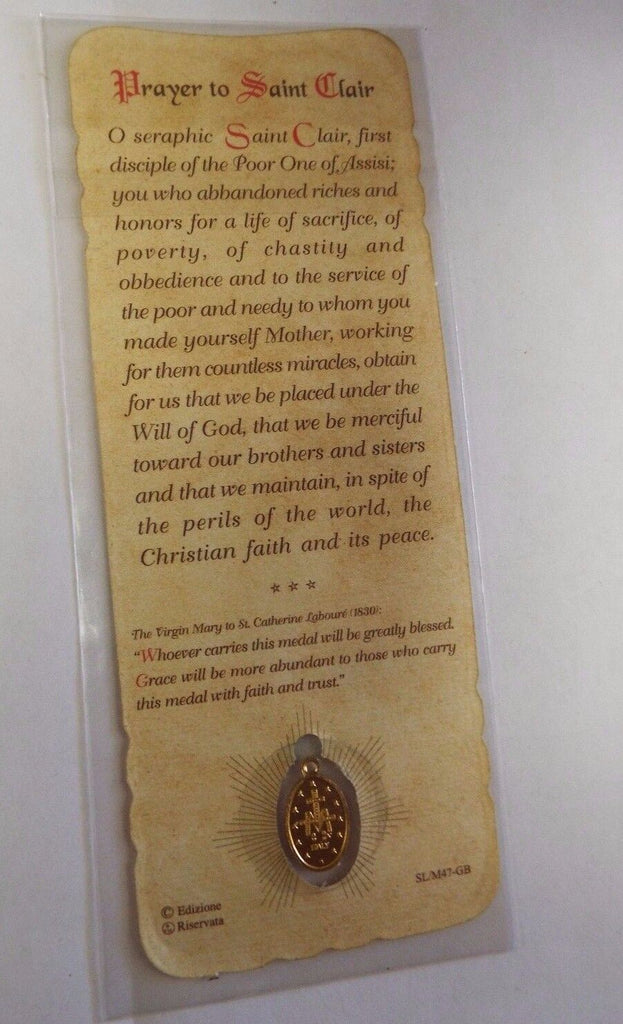 Prayer to Saint Clair
O seraphic Saint Clair, first
disciple of the Poor One of Assisi;
you who abbandoned riches and
honors for a life of sacrifice, of
poverty, of chastity and
obbedience and to the service of
the poor and needy to whom you
made yourself Mother, working
for them countless miracles, obtain
for us that we be placed under the
Will of God, that we be merciful
toward our brothers and sisters
and that we maintain, in spite of
the perils of the world, the
Christian faith and its peace.
The Virgin Mary to St. Catherine Labouré (1830):
"Whoever carries this medal will be greatly blessed.
Grace will be more abundant to those who carry
this medal with faith and trust."
M
ITALY
SL/M47-GB
© Edizione
Riservata